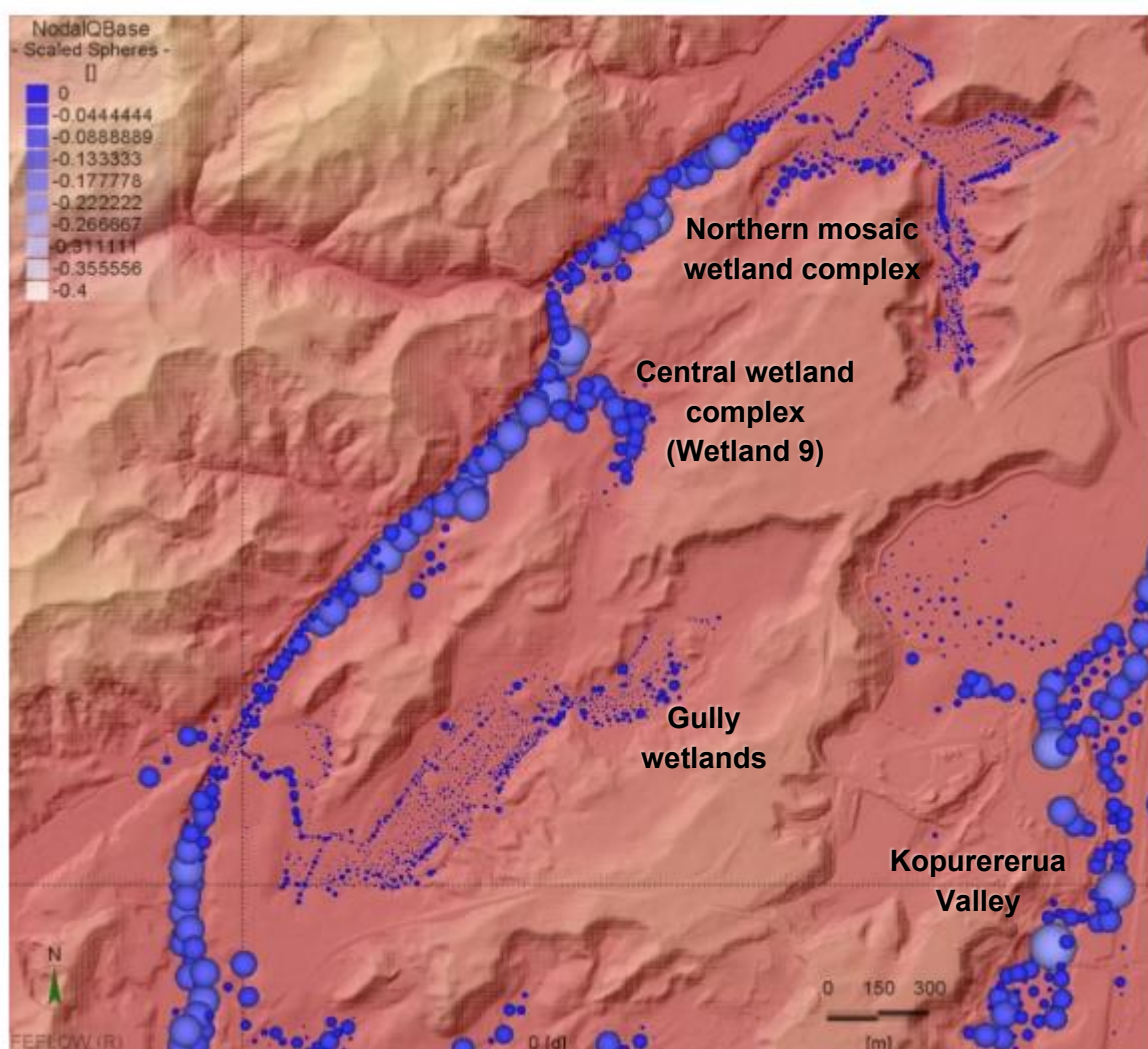 NodalQBase
- Scaled Spheres -
[]
0
-0.0444444
-0.0888889
-0.133333
-0.177778
-0.222222
-0.266667
-0.311111
-0.355556
-0.4
Northern mosaic
wetland complex
Central wetland
complex
(Wetland 9)
Gully
wetlands
Kopurererua
Valley
N
0 150 300
[m]
FEFLOW (R)
0 [d]